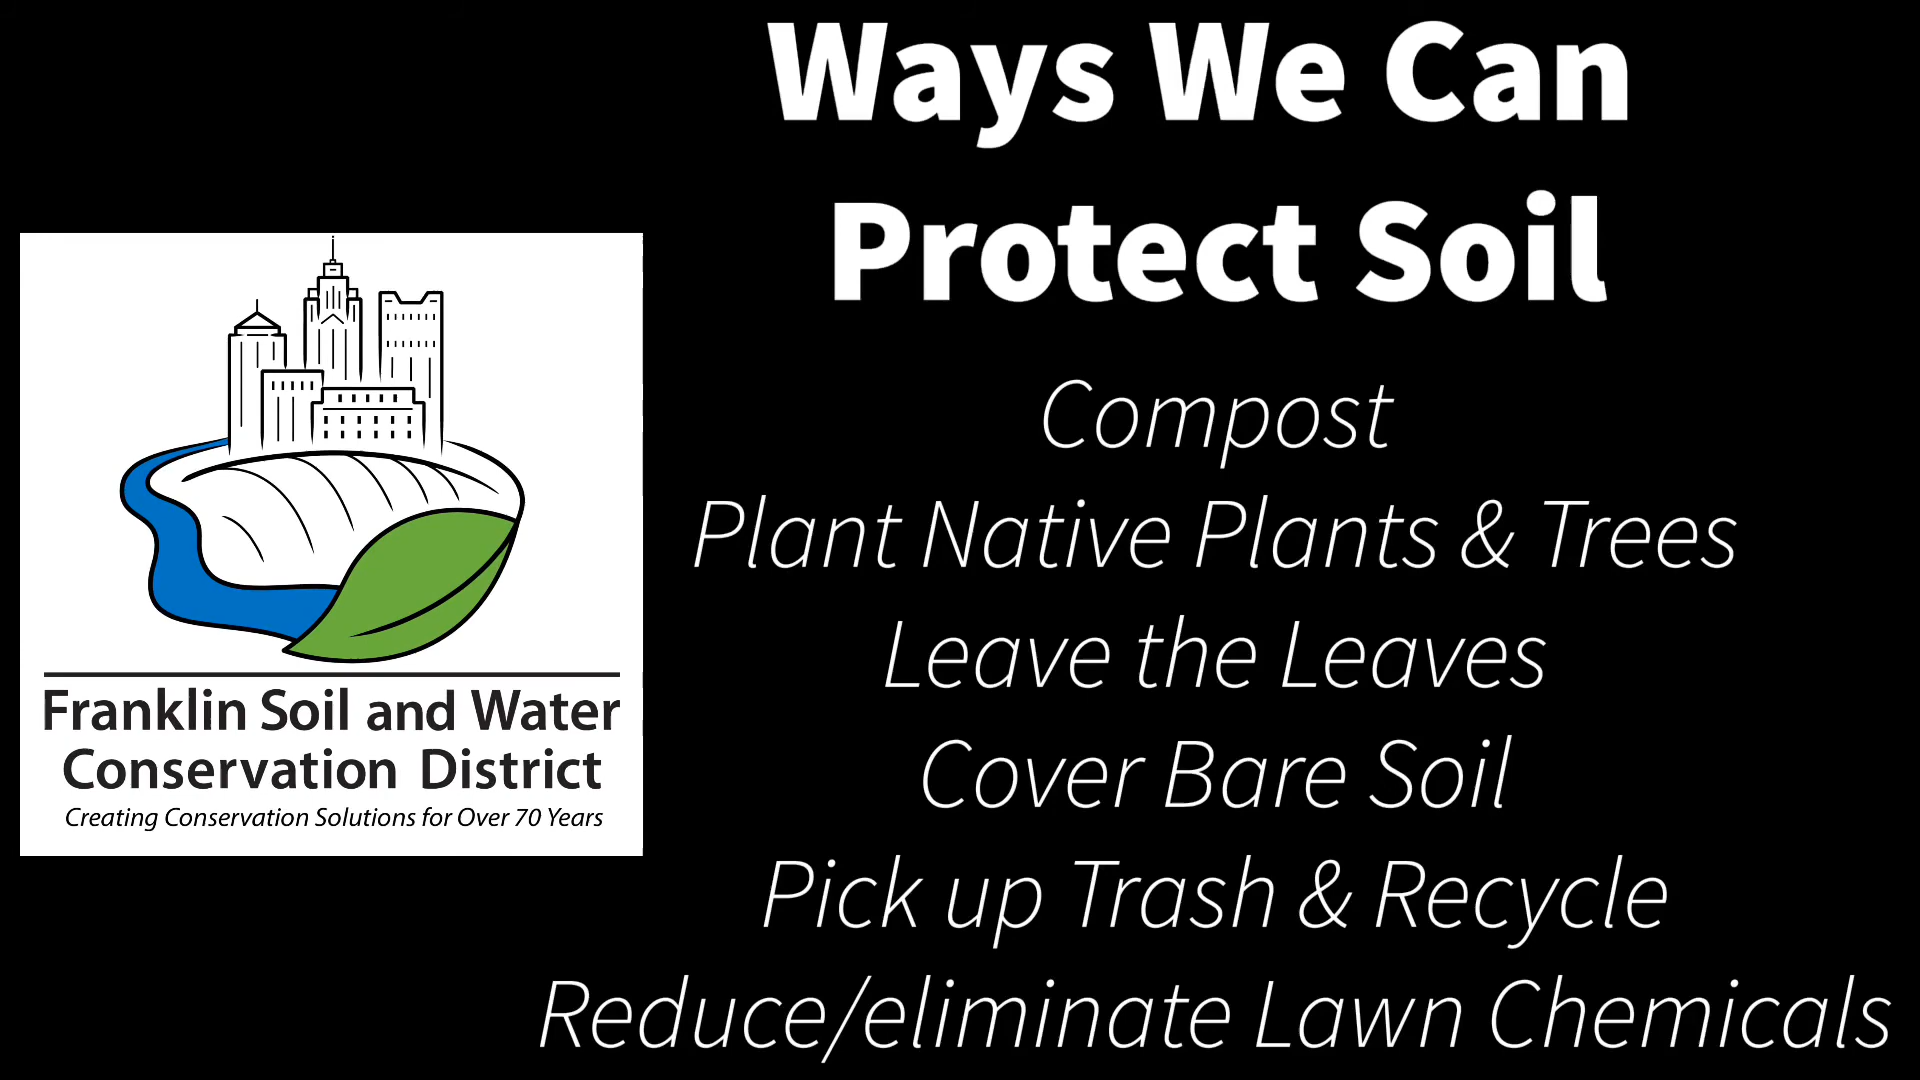 Ways We Can
Protect Soil
Compost
Plant Native Plants & Trees
Leave the Leaves
Cover Bare Soil
Pick up Trash & Recycle
Reduce/eliminate Lawn Chemicals
Franklin Soil and Water
Conservation District
Creating Conservation Solutions for Over 70 Years